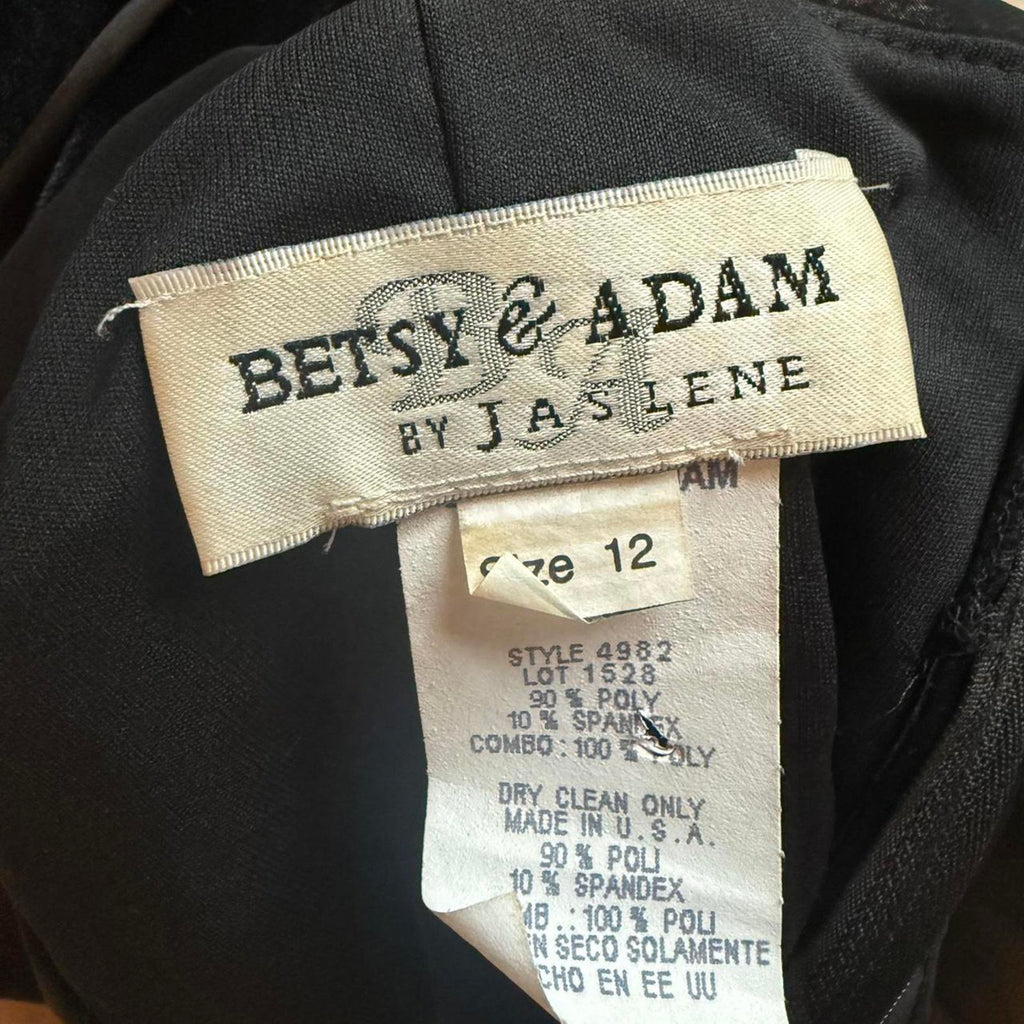 BETSY & ADAM
BY JASLENE
AM
Size 12
STYLE 4982
LOT 1528
90 % POLY
10 % SPANDEX
COMBO : 100 % POLY
DRY CLEAN ONLY
MADE IN U.S.A.
90 % POLI
10 % SPANDEX
MB .: 100 % POLI
N SECO SOLAMENTE
CHO EN EE UU